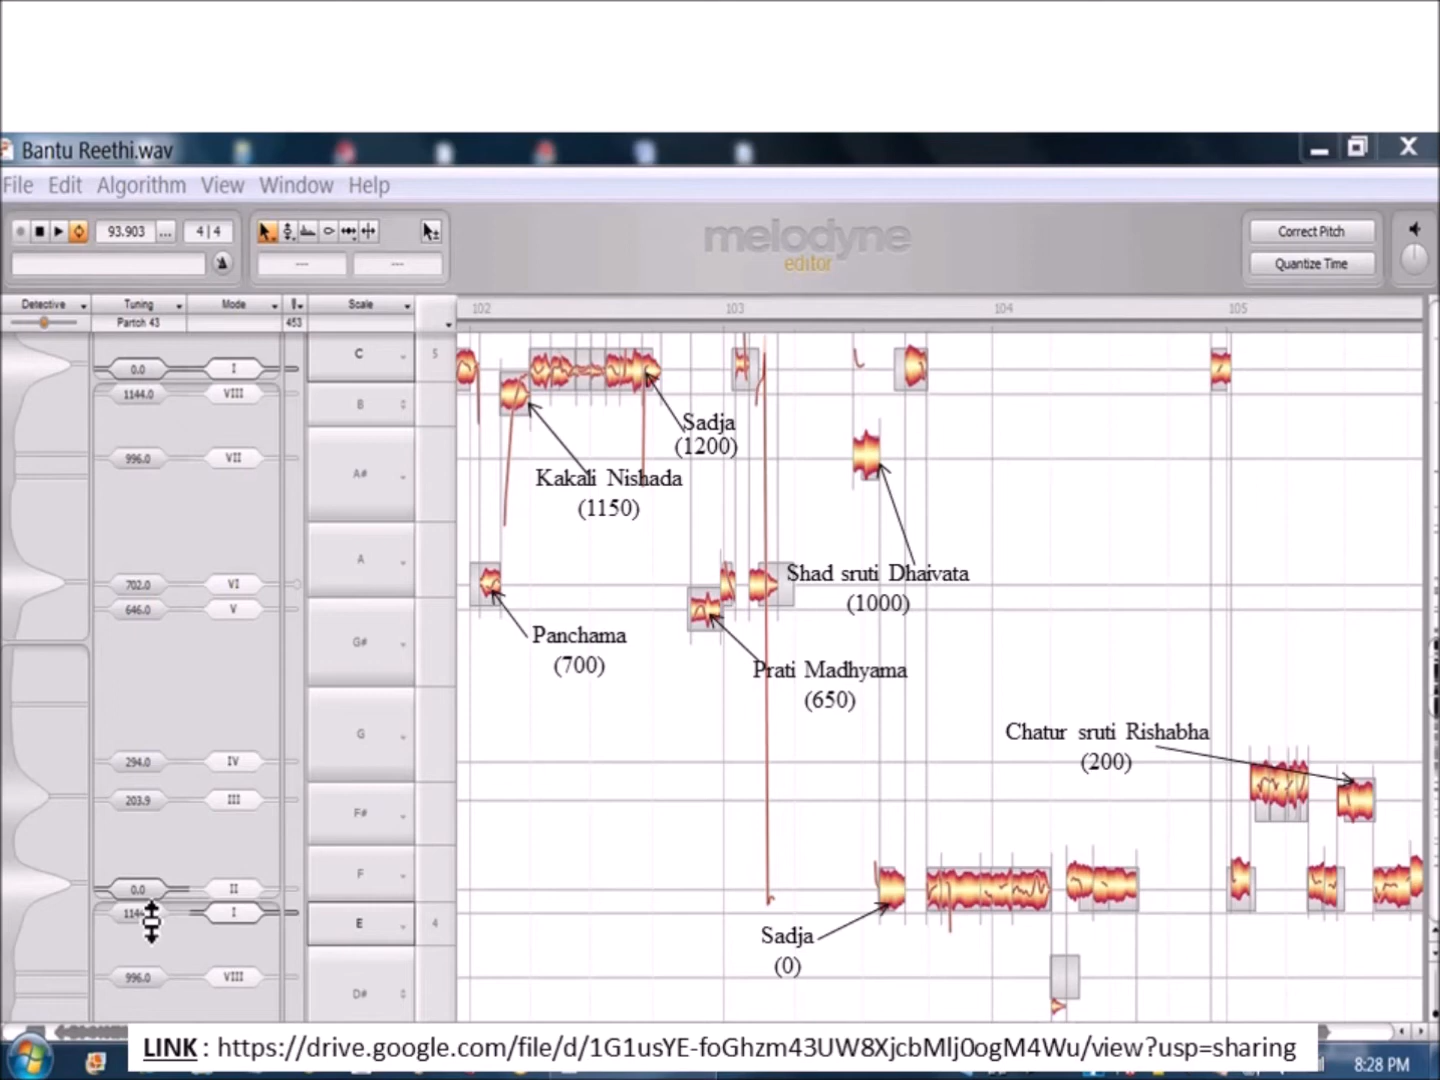 Bantu Reethi.wav
File Edit Algorithm View Window Help
93.903 ... 4|4
melodyne
editor
Correct Pitch
Quantize Time
--- ---
Detective Tuning Mode Scale
Partch 43 453
102 103 104 105
C 5
0.0 I
1144.0 VIII
B
996.0 VII
A#
A
702.0 VI
646.0 V
G#
G
294.0 IV
203.9 III
F#
F
0.0 II
I
E 4
996.0 VIII
D#
Sadja
(1200)
Kakali Nishada
(1150)
Shad sruti Dhaivata
(1000)
Panchama
(700)
Prati Madhyama
(650)
Chatur sruti Rishabha
(200)
Sadja
(0)
LINK : https://drive.google.com/file/d/1G1usYE-foGhzm43UW8XjcbMlj0ogM4Wu/view?usp=sharing
8:28 PM